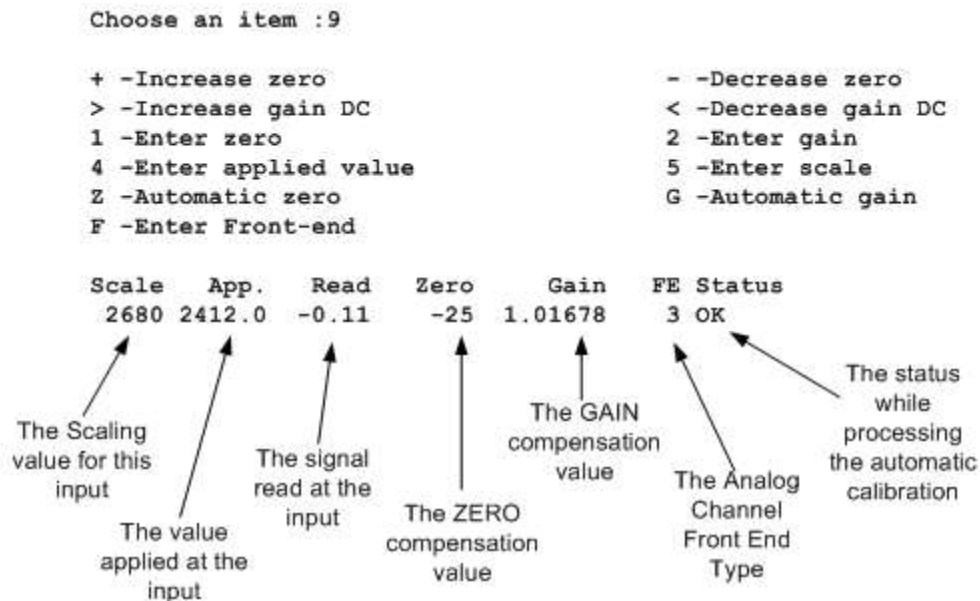 Choose an item :9
+ -Increase zero - -Decrease zero
> -Increase gain DC < -Decrease gain DC
1 -Enter zero 2 -Enter gain
4 -Enter applied value 5 -Enter scale
Z -Automatic zero G -Automatic gain
F -Enter Front-end
Scale App. Read Zero Gain FE Status
2680 2412.0 -0.11 -25 1.01678 3 OK
The Scaling
value for this
input
The value
applied at the
input
The signal
read at the
input
The ZERO
compensation
value
The GAIN
compensation
value
The Analog
Channel
Front End
Type
The status
while
processing
the automatic
calibration